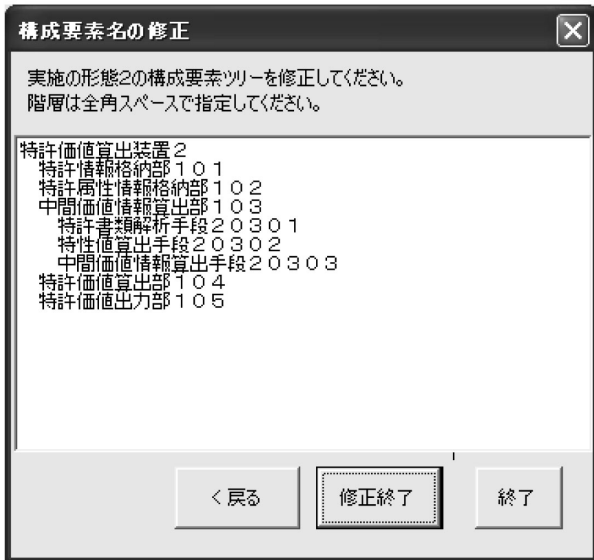 構成要素名の修正
実施の形態2の構成要素ツリーを修正してください。
階層は全角スペースで指定してください。
特許価値算出装置２
　特許情報格納部１０１
　特許属性情報格納部１０２
　中間価値情報算出部１０３
　　特許書類解析手段２０３０１
　　特性値算出手段２０３０２
　　中間価値情報算出手段２０３０３
　特許価値算出部１０４
　特許価値出力部１０５
< 戻る
修正終了
終了